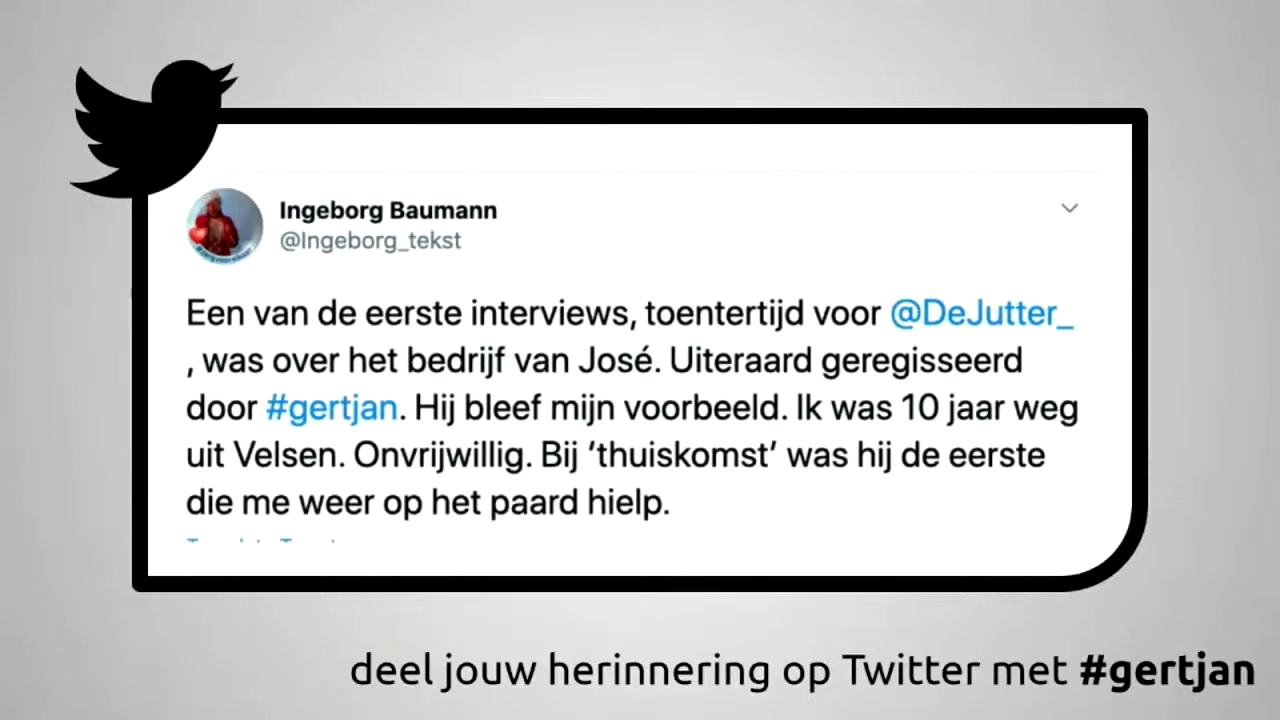 Ingeborg Baumann
@Ingeborg_tekst
Een van de eerste interviews, toentertijd voor @DeJutter_
, was over het bedrijf van José. Uiteraard geregisseerd
door #gertjan. Hij bleef mijn voorbeeld. Ik was 10 jaar weg
uit Velsen. Onvrijwillig. Bij ‘thuiskomst’ was hij de eerste
die me weer op het paard hielp.
deel jouw herinnering op Twitter met #gertjan